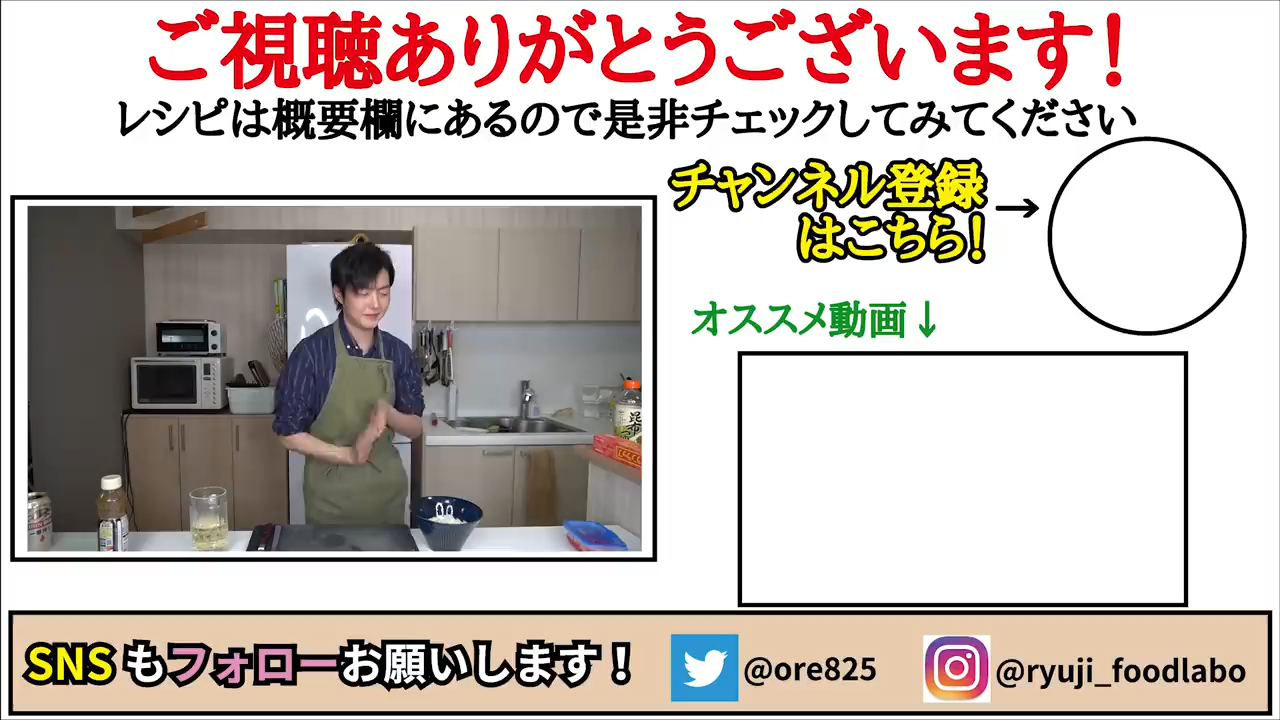 ご視聴ありがとうございます！
レシピは概要欄にあるので是非チェックしてみてください
チャンネル登録
はこちら！
→
オススメ動画↓
昆布
SNSもフォローお願いします！
@ore825
@ryuji_foodlabo